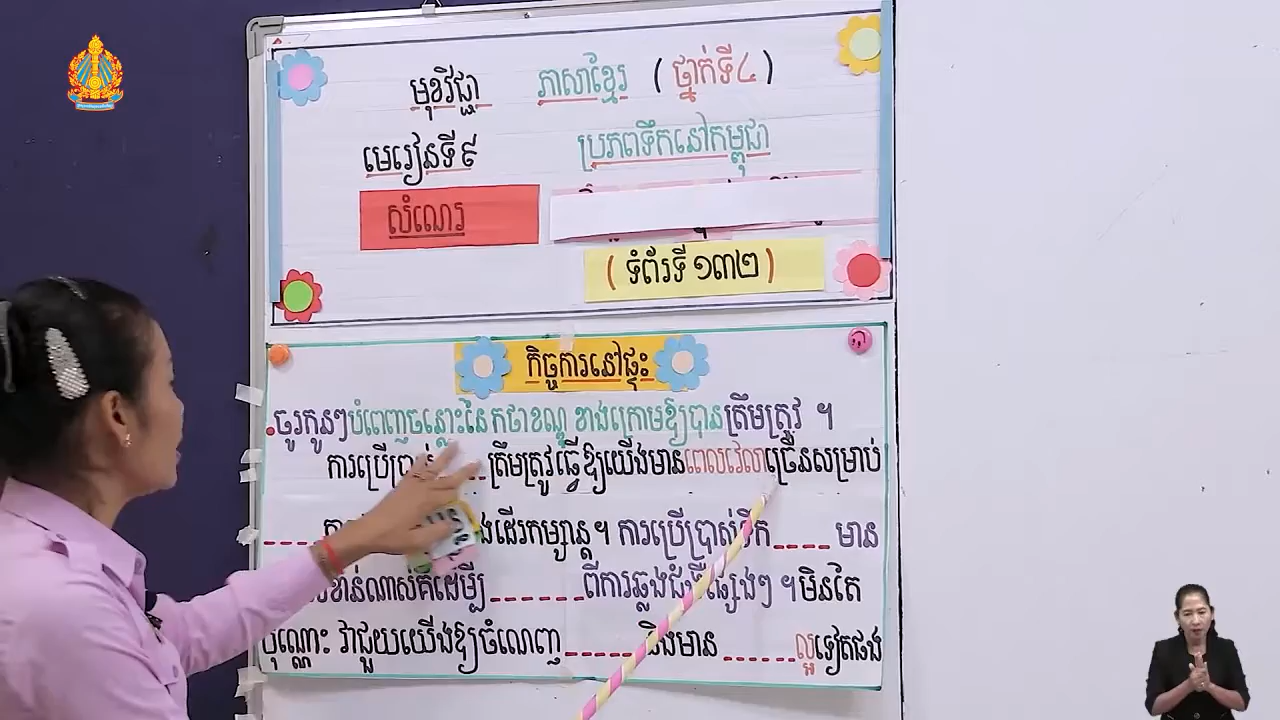 មុខវិជ្ជា ភាសាខ្មែរ (ថ្នាក់ទី៤)
មេរៀនទី៩ ប្រភពទឹកនៅកម្ពុជា
សំណេរ
( ទំព័រទី ១៣២ )
កិច្ចការនៅផ្ទះ
.ចូរកូនៗបំពេញចន្លោះនៃកថាខណ្ឌ ខាងក្រោមឱ្យបានត្រឹមត្រូវ ។
ការប្រើប្រាស់ ត្រឹមត្រូវធ្វើឱ្យយើងមានពេលវេលាច្រើនសម្រាប់
----- ដើរកម្សាន្ត។ ការប្រើប្រាស់ទឹក ---- មាន
ខាន់ណាស់គឺដើម្បី ------- ពីការឆ្លងជំងឺផ្សេងៗ ។មិនតែ
ប៉ុណ្ណោះ វាជួយយើងឱ្យចំណេញ ----- និងមាន ------ ល្អទៀតផង